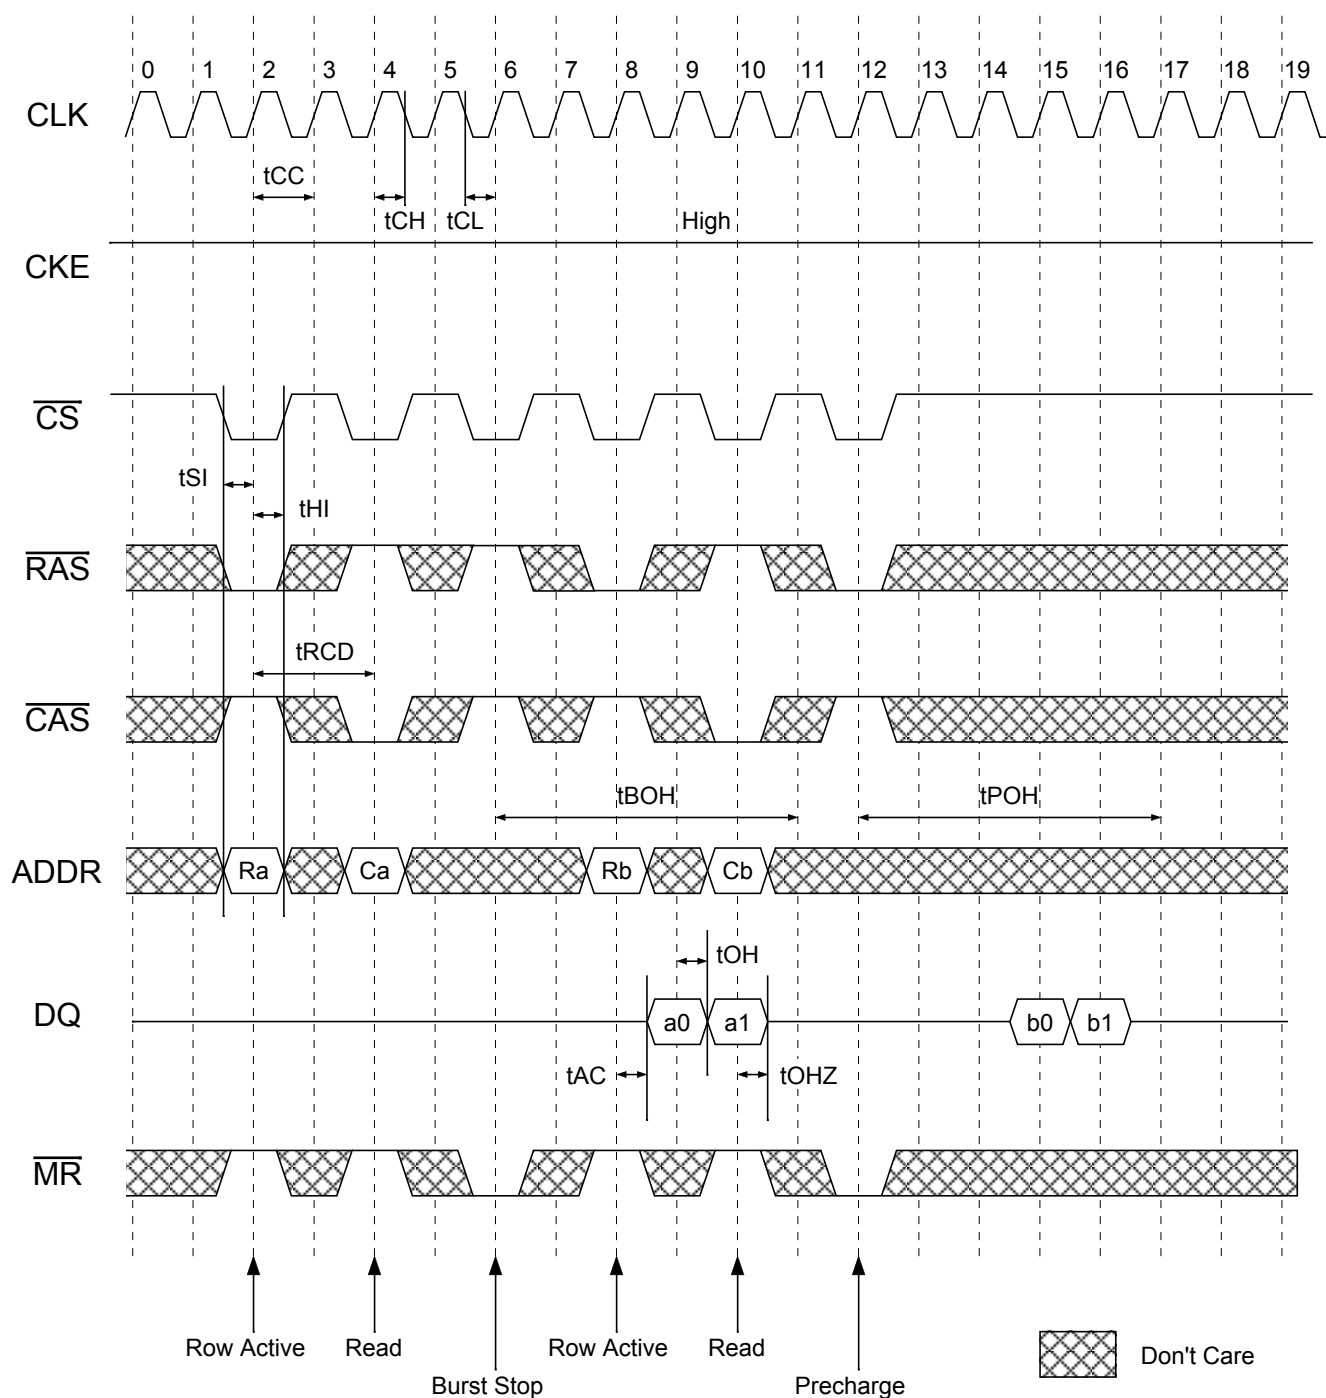 0 1 2 3 4 5 6 7 8 9 10 11 12 13 14 15 16 17 18 19
CLK
tCC
tCH tCL High
CKE
CS
tSI
tHI
RAS
tRCD
CAS
tBOH tPOH
ADDR Ra Ca Rb Cb
tOH
DQ a0 a1 b0 b1
tAC tOHZ
MR
Row Active Read Row Active Read Don't Care
Burst Stop Precharge